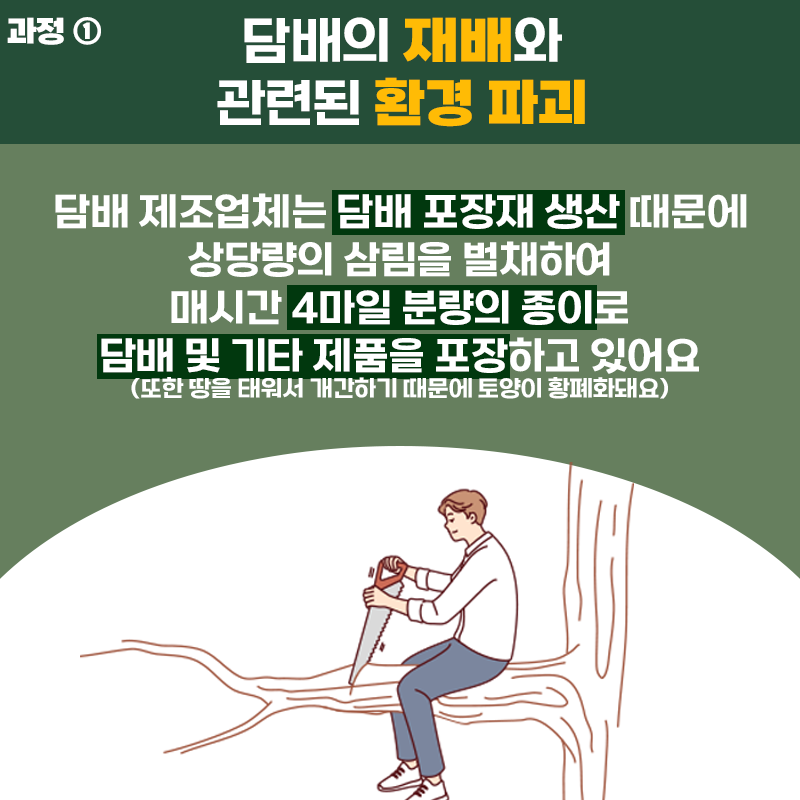 과정 ①
담배의 재배와
관련된 환경 파괴
담배 제조업체는 담배 포장재 생산 때문에
상당량의 삼림을 벌채하여
매시간 4마일 분량의 종이로
담배 및 기타 제품을 포장하고 있어요
(또한 땅을 태워서 개간하기 때문에 토양이 황폐화돼요)